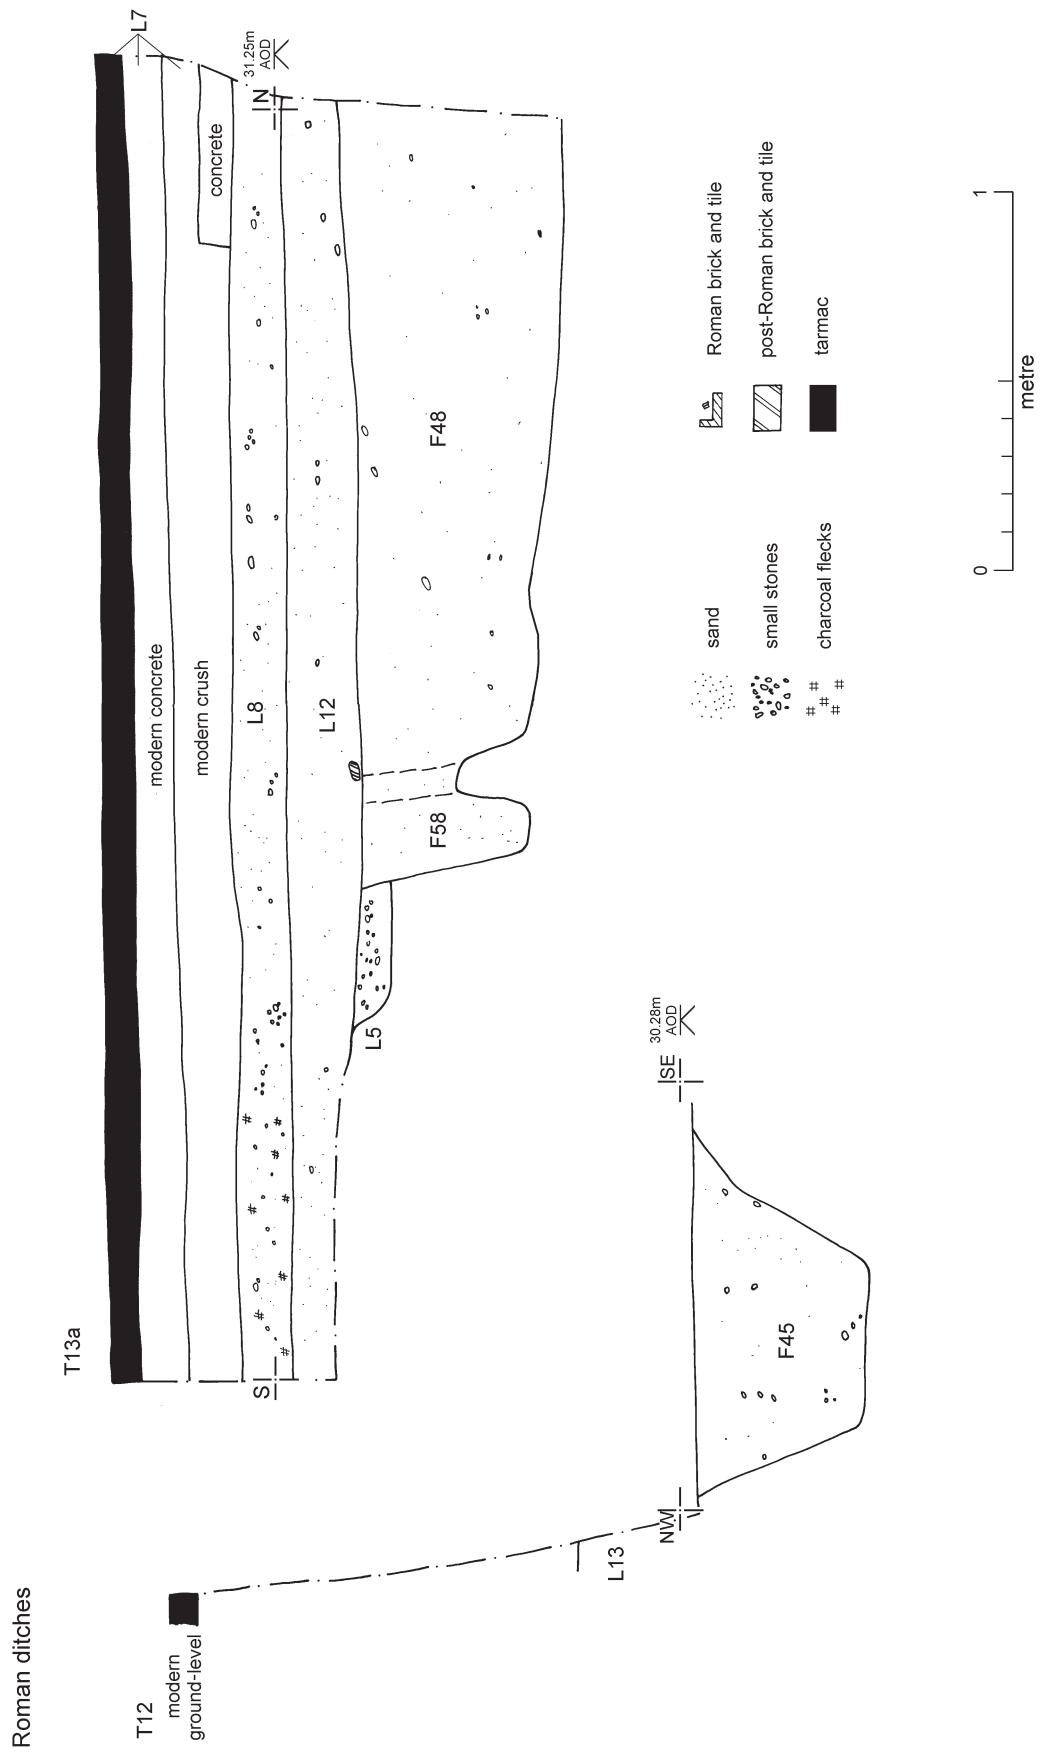 Roman ditches
T13a
L7
modern concrete
modern crush
concrete
S
N
31.25m
AOD
L8
L12
L5
F58
F48
T12
modern
ground-level
L13
NW
SE
30.28m
AOD
F45
sand
small stones
charcoal flecks
Roman brick and tile
post-Roman brick and tile
tarmac
0
1
metre